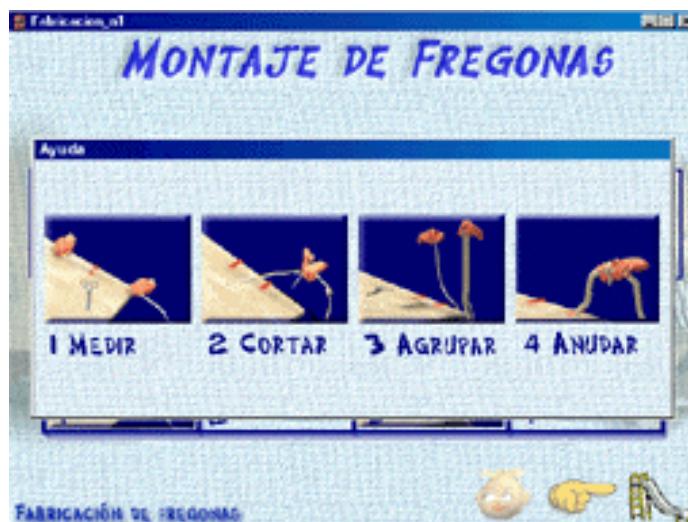 Fabricacion_n1
MONTAJE DE FREGONAS
Ayuda
1 MEDIR
2 CORTAR
3 AGRUPAR
4 ANUDAR
FABRICACIÓN DE FREGONAS